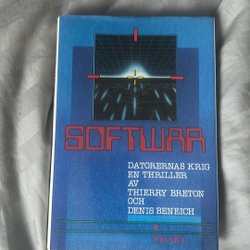 SOFTWAR
DATORERNAS KRIG
EN THRILLER
AV
THIERRY BRETON
OCH
DENIS BENEICH